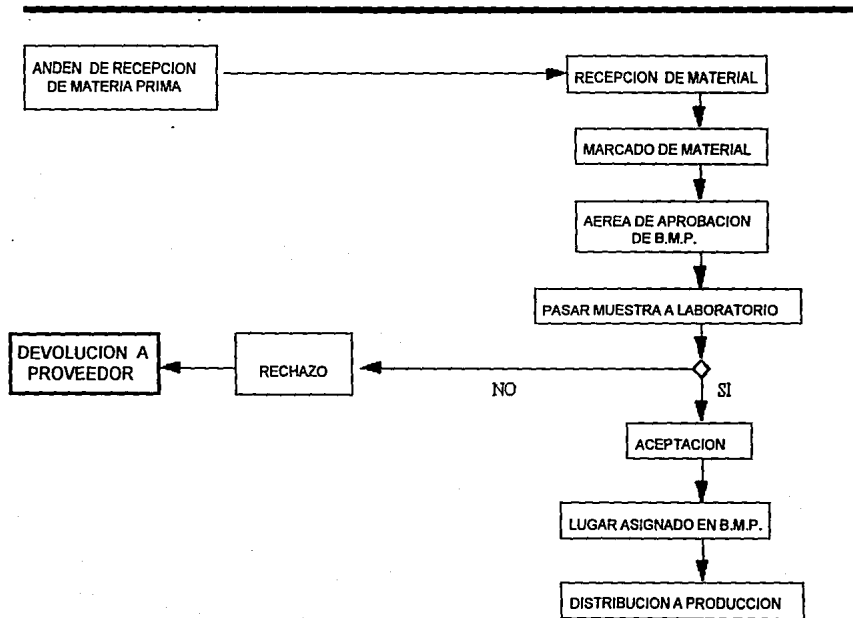 ANDEN DE RECEPCION
DE MATERIA PRIMA
RECEPCION DE MATERIAL
MARCADO DE MATERIAL
AEREA DE APROBACION
DE B.M.P.
PASAR MUESTRA A LABORATORIO
DEVOLUCION A
PROVEEDOR
RECHAZO
NO
SI
ACEPTACION
LUGAR ASIGNADO EN B.M.P.
DISTRIBUCION A PRODUCCION